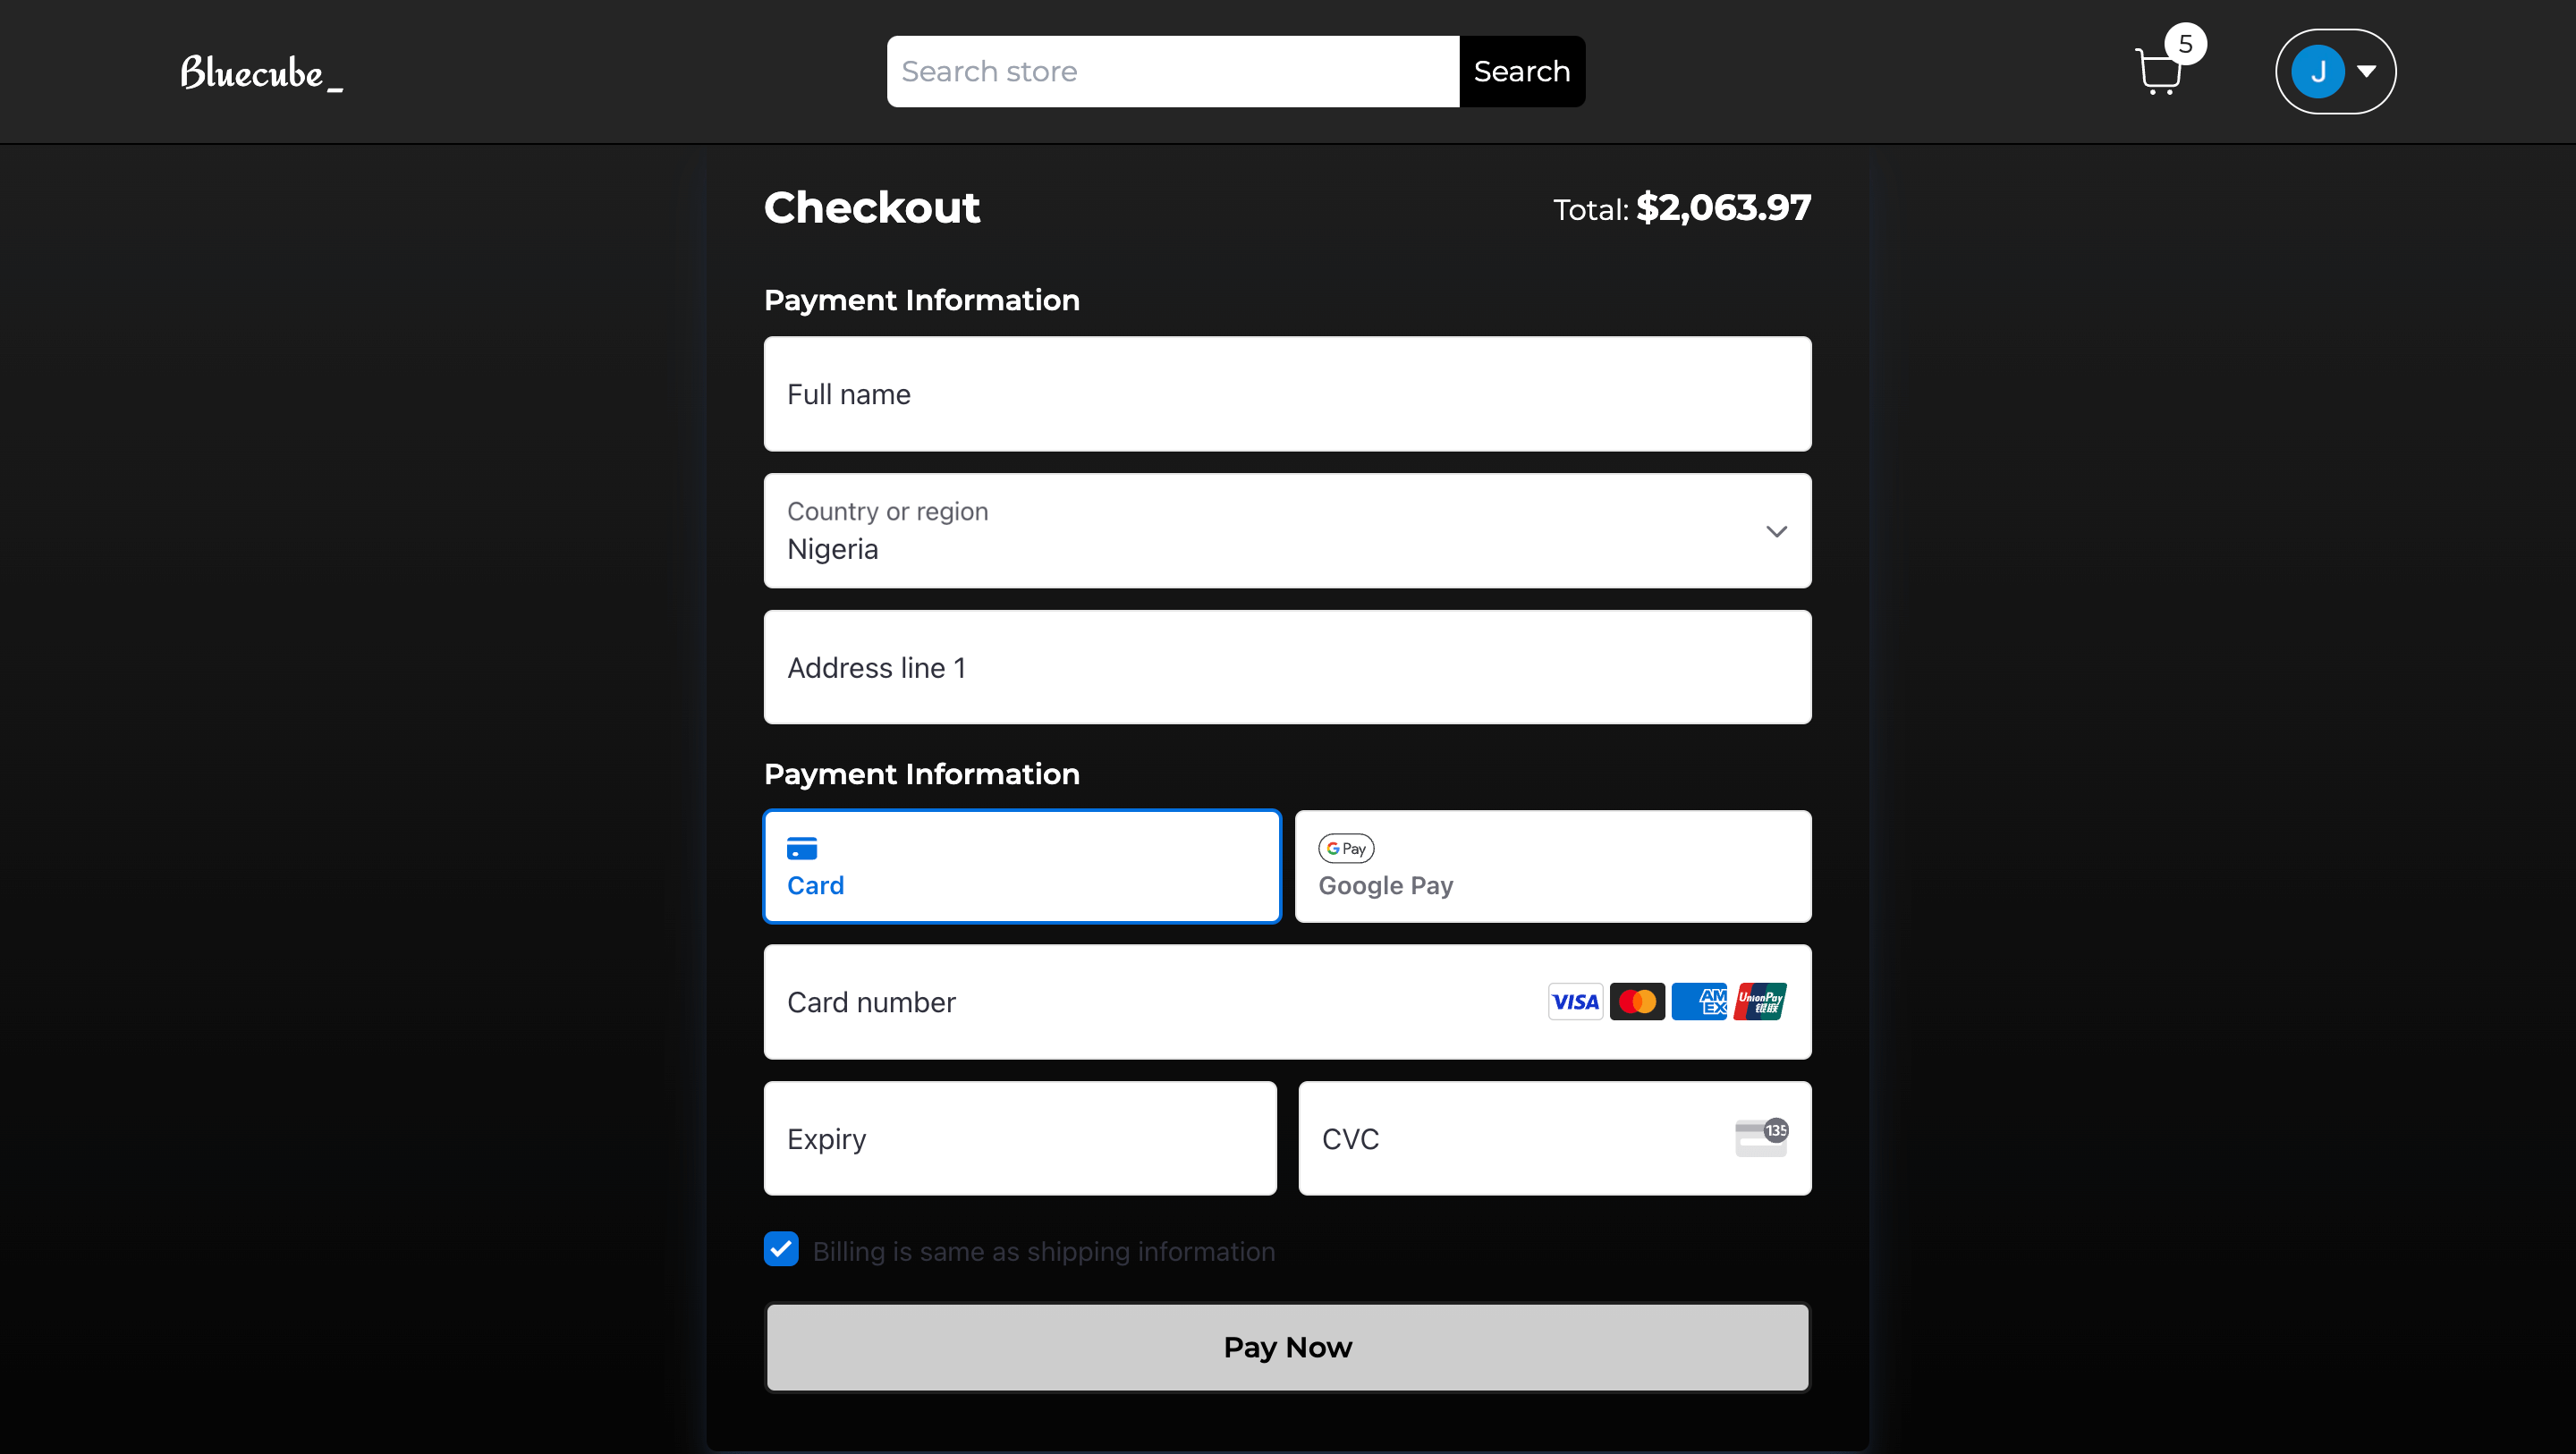 Bluecube_
Search store
Search
5
J
Checkout
Total: $2,063.97
Payment Information
Full name
Country or region
Nigeria
Address line 1
Payment Information
Card
G Pay
Google Pay
Card number
VISA
AM
EX
UnionPay
银联
Expiry
CVC
135
Billing is same as shipping information
Pay Now